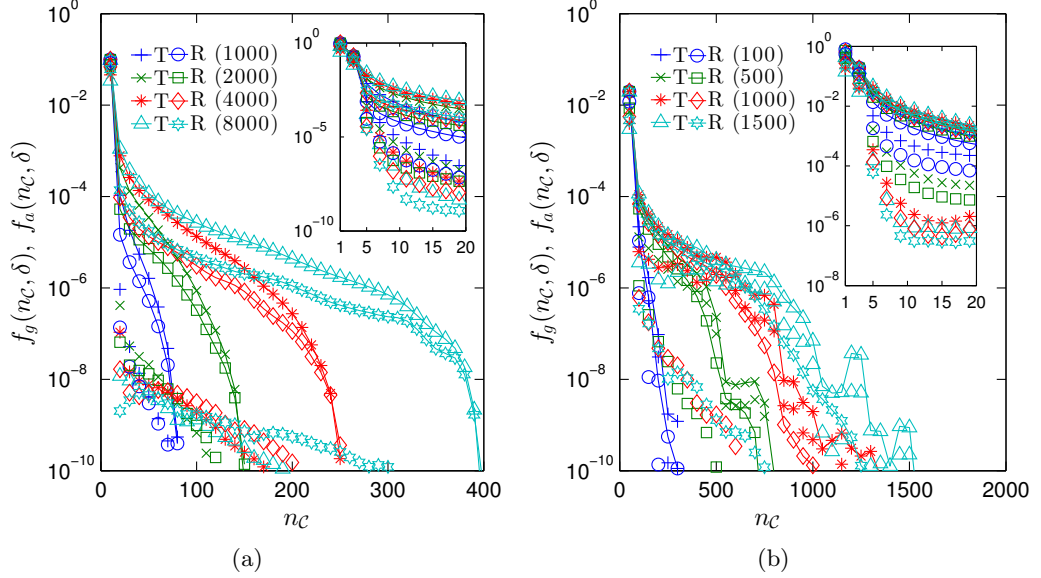 10^0
10^-2
10^-4
10^-6
10^-8
10^-10
f_g(n_C, δ), f_a(n_C, δ)
0 100 200 300 400
n_C
T R (1000)
T R (2000)
T R (4000)
T R (8000)
10^0
10^-5
10^-10
1 5 10 15 20
(a)
10^0
10^-2
10^-4
10^-6
10^-8
10^-10
f_g(n_C, δ), f_a(n_C, δ)
0 500 1000 1500 2000
n_C
T R (100)
T R (500)
T R (1000)
T R (1500)
10^0
10^-2
10^-4
10^-6
10^-8
1 5 10 15 20
(b)